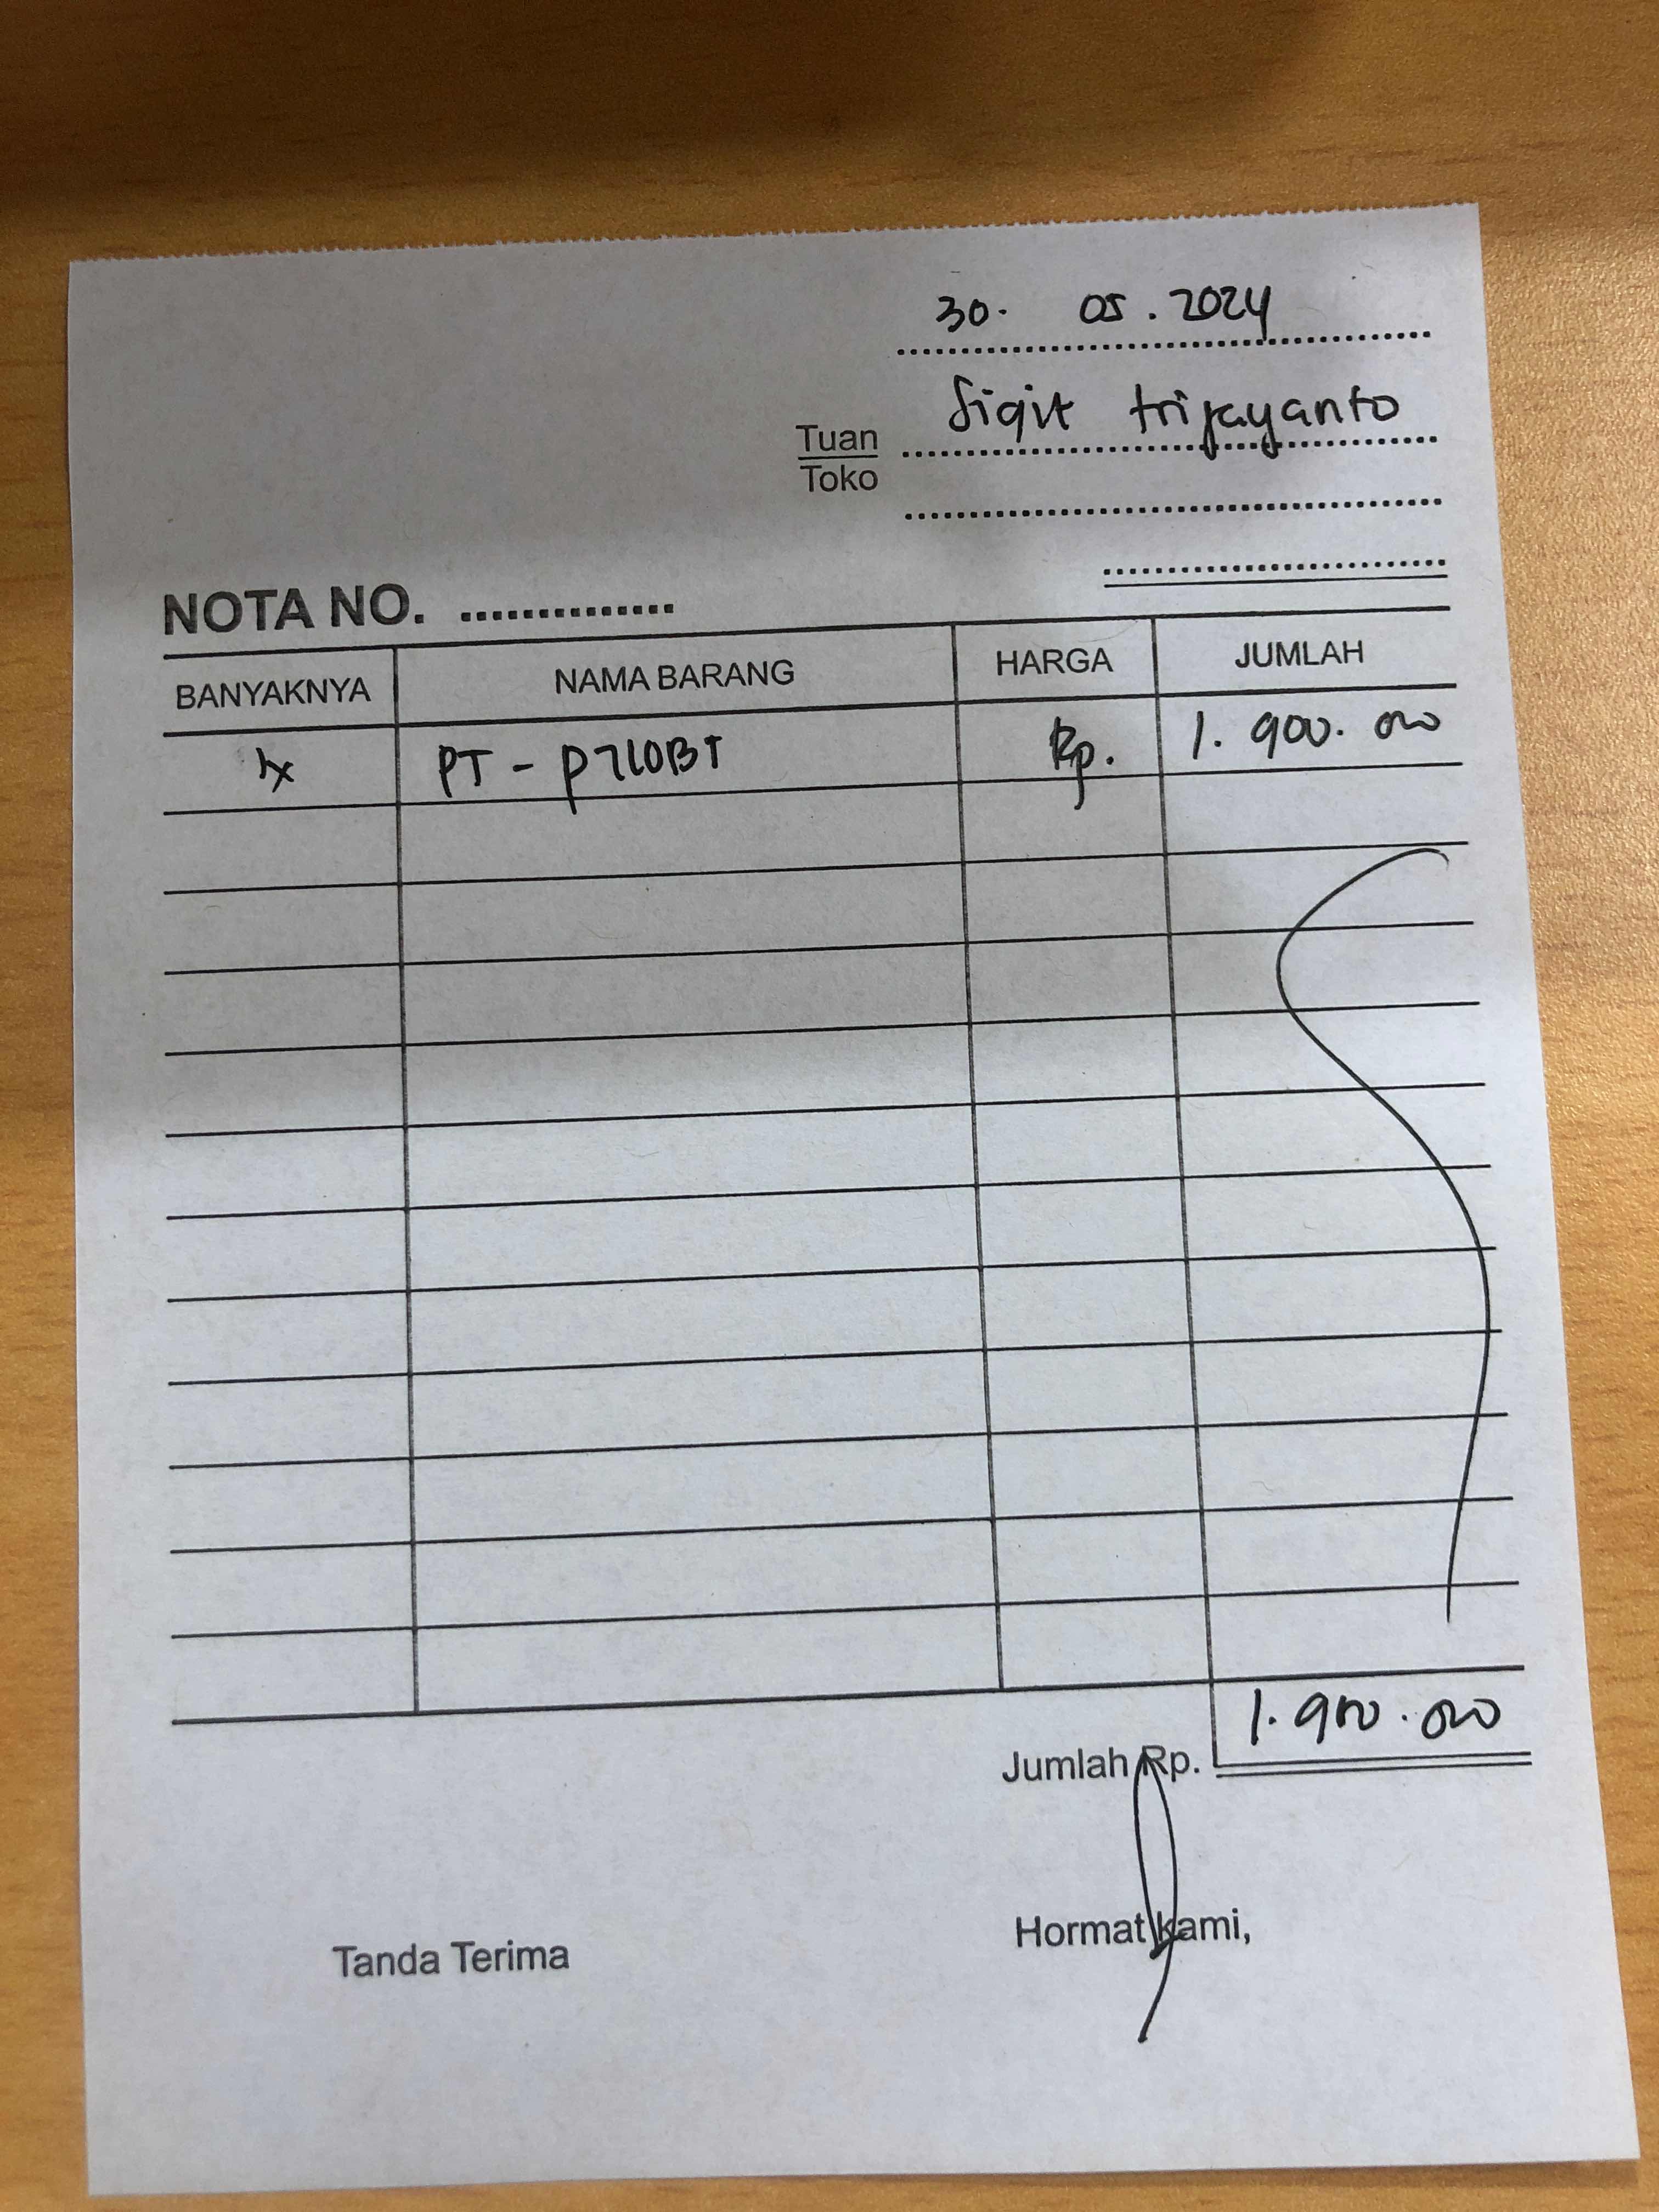 30. 05. 2024
Tuan Sigit trijayanto
Toko
NOTA NO.
BANYAKNYA NAMA BARANG HARGA JUMLAH
1x PT-P710BT Rp. 1.900.000
Jumlah Rp. 1.900.000
Tanda Terima Hormat kami,